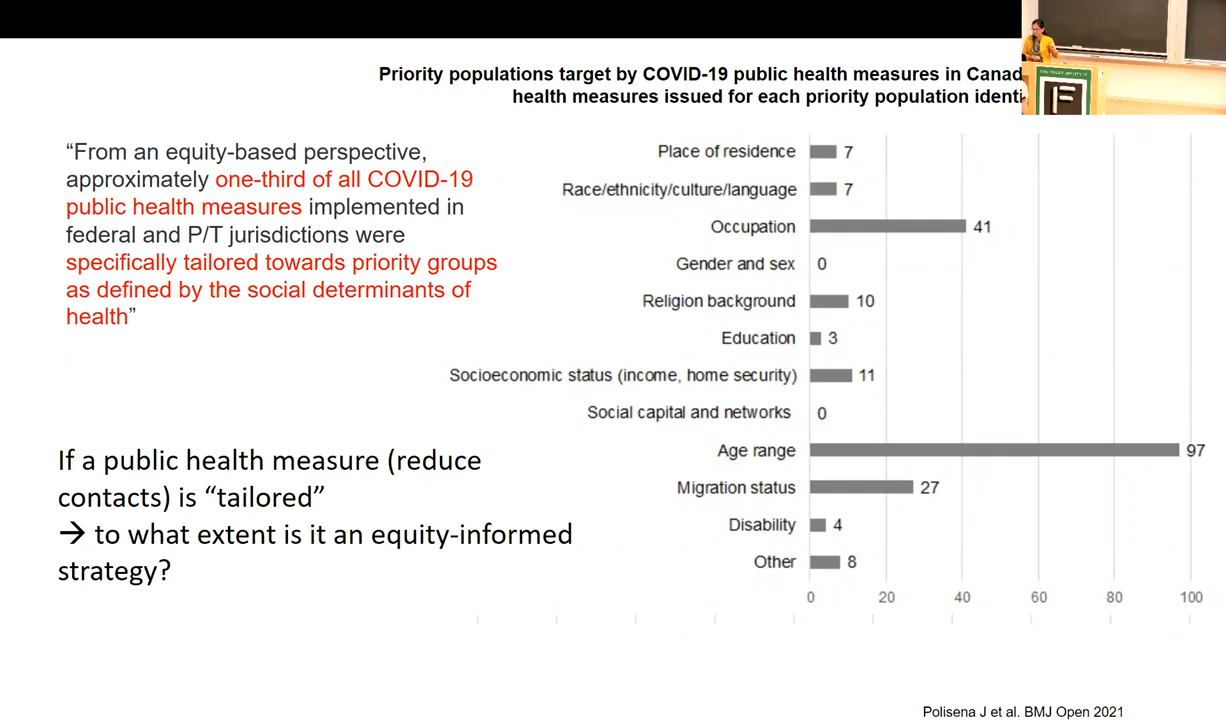 Priority populations target by COVID-19 public health measures in Canad
health measures issued for each priority population identi
“From an equity-based perspective,
approximately one-third of all COVID-19
public health measures implemented in
federal and P/T jurisdictions were
specifically tailored towards priority groups
as defined by the social determinants of
health”
If a public health measure (reduce
contacts) is “tailored”
→ to what extent is it an equity-informed
strategy?
Place of residence 7
Race/ethnicity/culture/language 7
Occupation 41
Gender and sex 0
Religion background 10
Education 3
Socioeconomic status (income, home security) 11
Social capital and networks 0
Age range 97
Migration status 27
Disability 4
Other 8
0 20 40 60 80 100
Polisena J et al. BMJ Open 2021
F